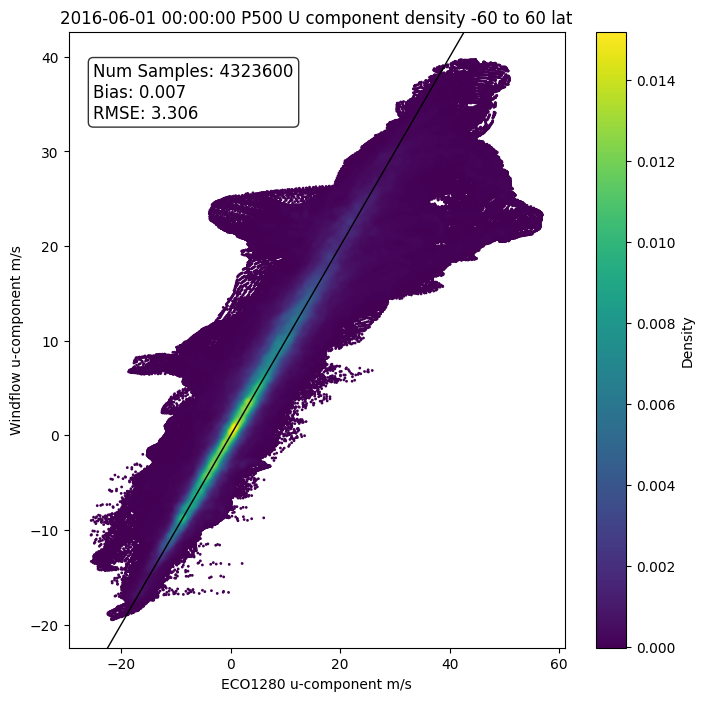 2016-06-01 00:00:00 P500 U component density -60 to 60 lat
Num Samples: 4323600
Bias: 0.007
RMSE: 3.306
Windflow u-component m/s
40
30
20
10
0
−10
−20
−20
0
20
40
60
ECO1280 u-component m/s
0.014
0.012
0.010
0.008
0.006
0.004
0.002
0.000
Density